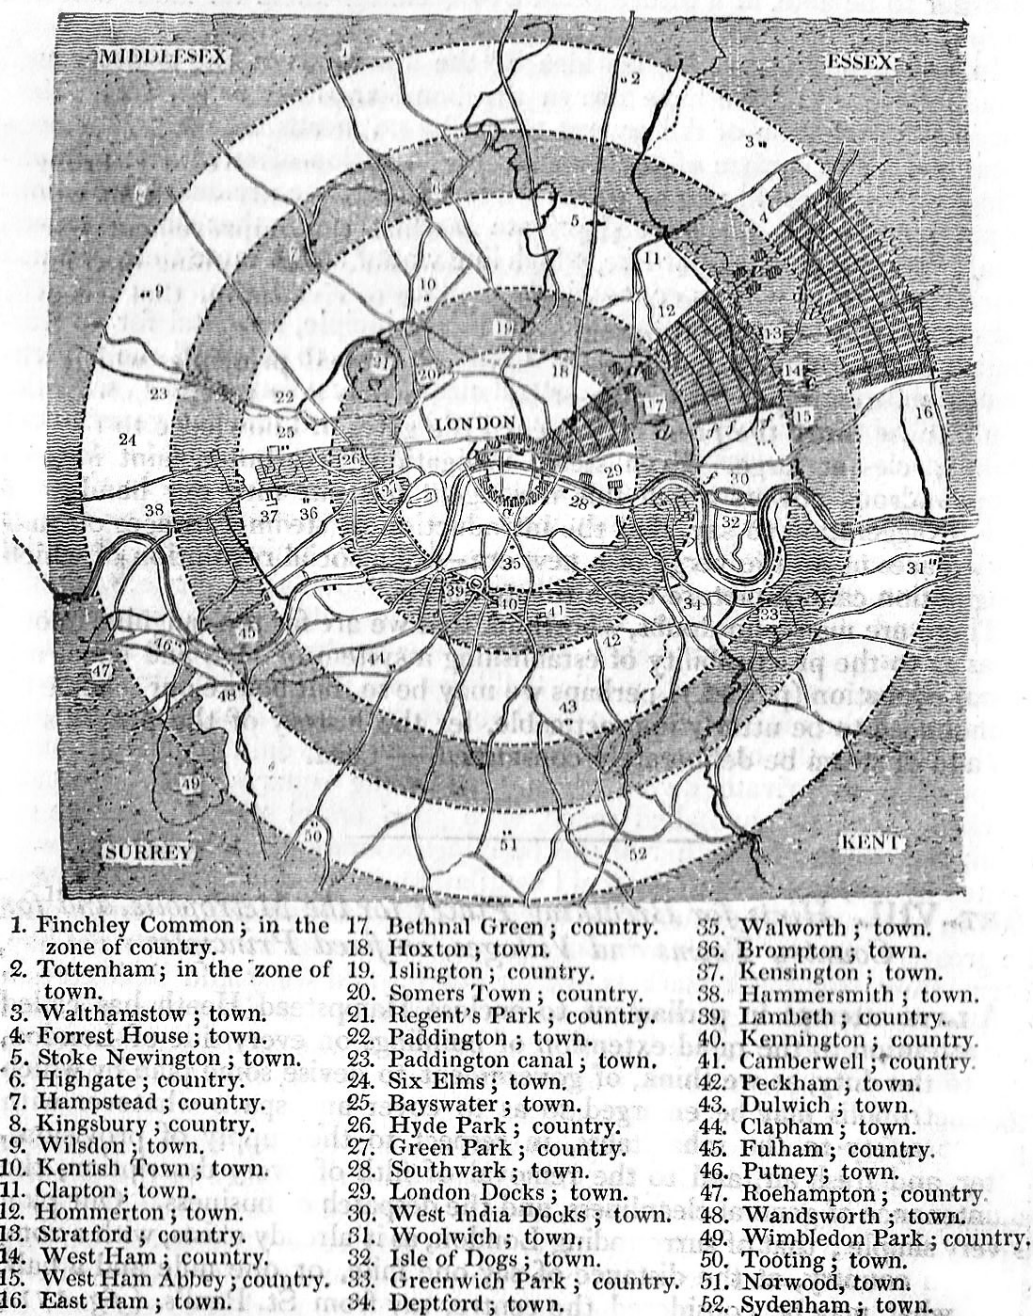 MIDDLESEX
ESSEX
LONDON
SURREY
KENT
1. Finchley Common; in the
zone of country.
2. Tottenham; in the zone of
town.
3. Walthamstow; town.
4. Forrest House; town.
5. Stoke Newington; town.
6. Highgate; country.
7. Hampstead; country.
8. Kingsbury; country.
9. Wilsdon; town.
10. Kentish Town; town.
11. Clapton; town.
12. Hommerton; town.
13. Stratford; country.
14. West Ham; country.
15. West Ham Abbey; country.
16. East Ham; town.
17. Bethnal Green; country.
18. Hoxton; town.
19. Islington; country.
20. Somers Town; country.
21. Regent's Park; country.
22. Paddington; town.
23. Paddington canal; town.
24. Six Elms; town.
25. Bayswater; town.
26. Hyde Park; country.
27. Green Park; country.
28. Southwark; town.
29. London Docks; town.
30. West India Docks; town.
31. Woolwich; town.
32. Isle of Dogs; town.
33. Greenwich Park; country.
34. Deptford; town.
35. Walworth; town.
36. Brompton; town.
37. Kensington; town.
38. Hammersmith; town.
39. Lambeth; country.
40. Kennington; country.
41. Camberwell; country.
42. Peckham; town.
43. Dulwich; town.
44. Clapham; town
45. Fulham; country.
46. Putney; town.
47. Roehampton; country.
48. Wandsworth; town.
49. Wimbledon Park; country.
50. Tooting; town.
51. Norwood, town.
52. Sydenham; town.